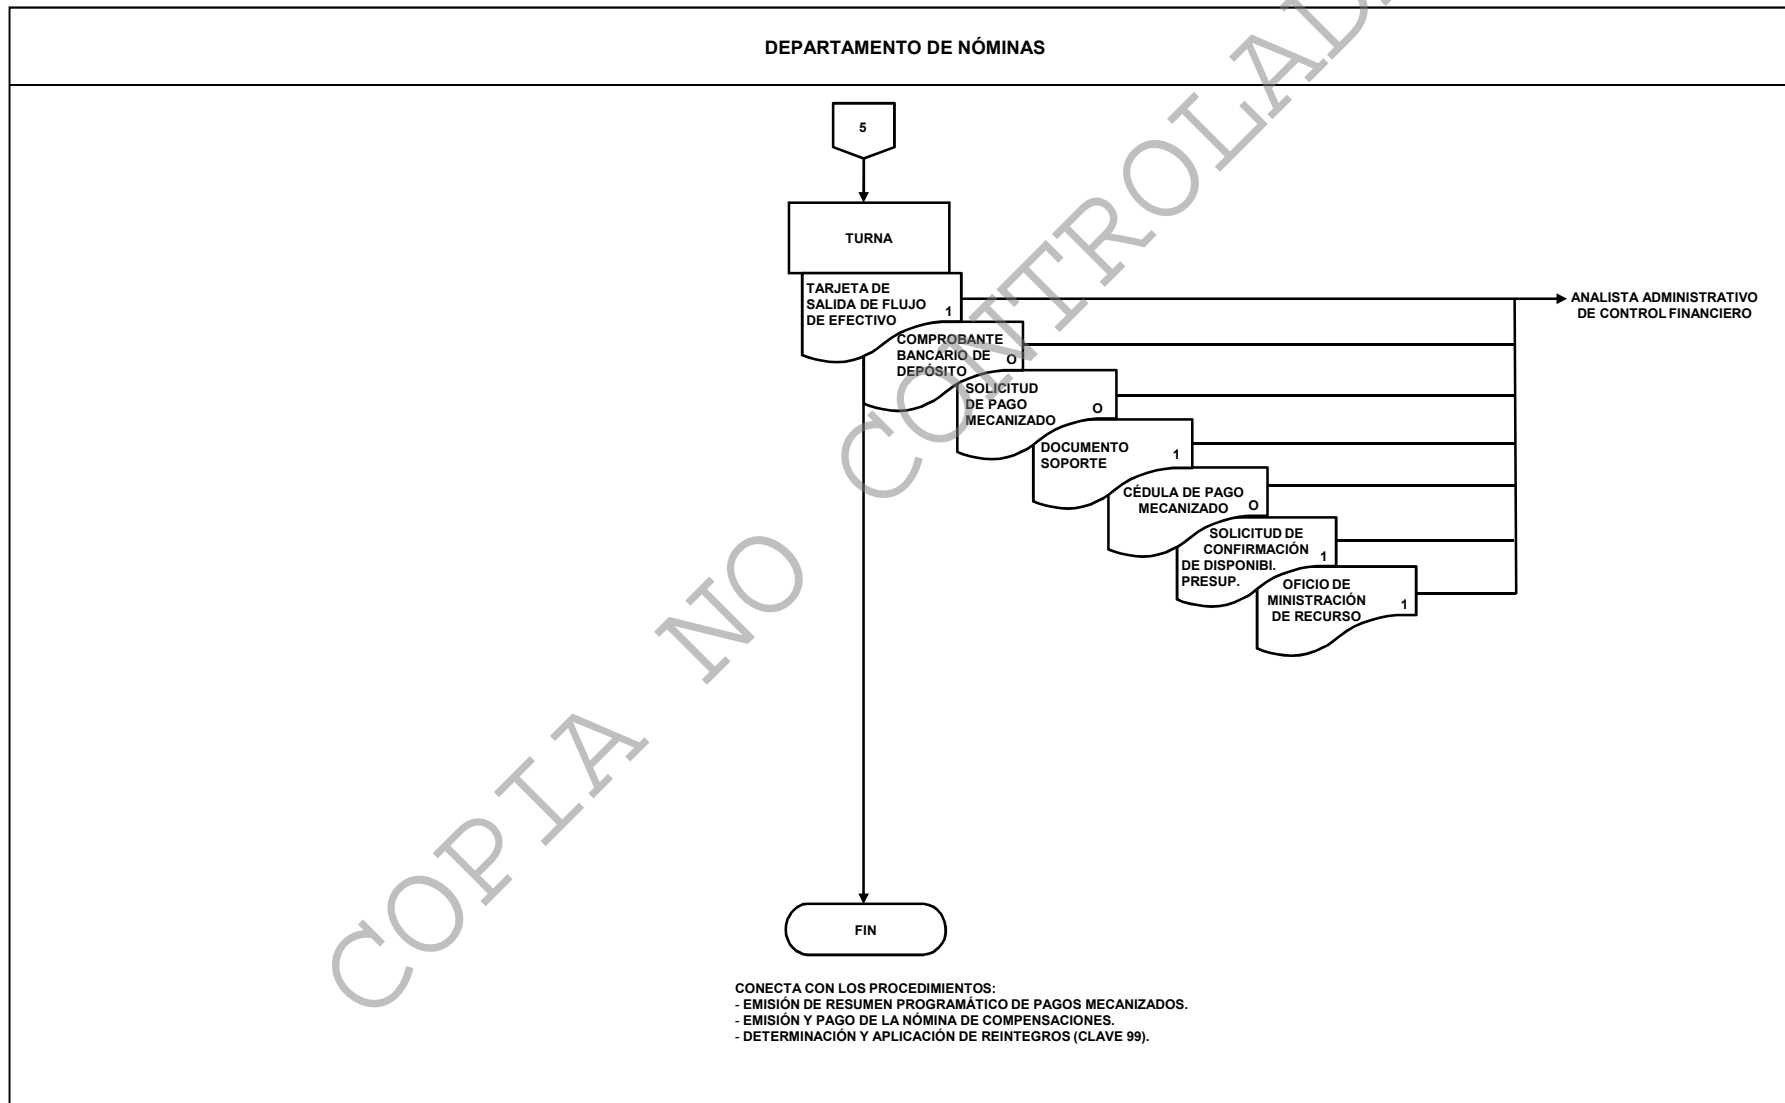 DEPARTAMENTO DE NÓMINAS
5
TURNA
TARJETA DE
SALIDA DE FLUJO
DE EFECTIVO
1
ANALISTA ADMINISTRATIVO
DE CONTROL FINANCIERO
COMPROBANTE
BANCARIO DE
DEPÓSITO
O
SOLICITUD
DE PAGO
MECANIZADO
O
DOCUMENTO
SOPORTE
1
CÉDULA DE PAGO
MECANIZADO
O
SOLICITUD DE
CONFIRMACIÓN
DE DISPONIBI.
PRESUP.
1
OFICIO DE
MINISTRACIÓN
DE RECURSO
1
FIN
CONECTA CON LOS PROCEDIMIENTOS:
- EMISIÓN DE RESUMEN PROGRAMÁTICO DE PAGOS MECANIZADOS.
- EMISIÓN Y PAGO DE LA NÓMINA DE COMPENSACIONES.
- DETERMINACIÓN Y APLICACIÓN DE REINTEGROS (CLAVE 99).
COPIA NO CONTROLAD